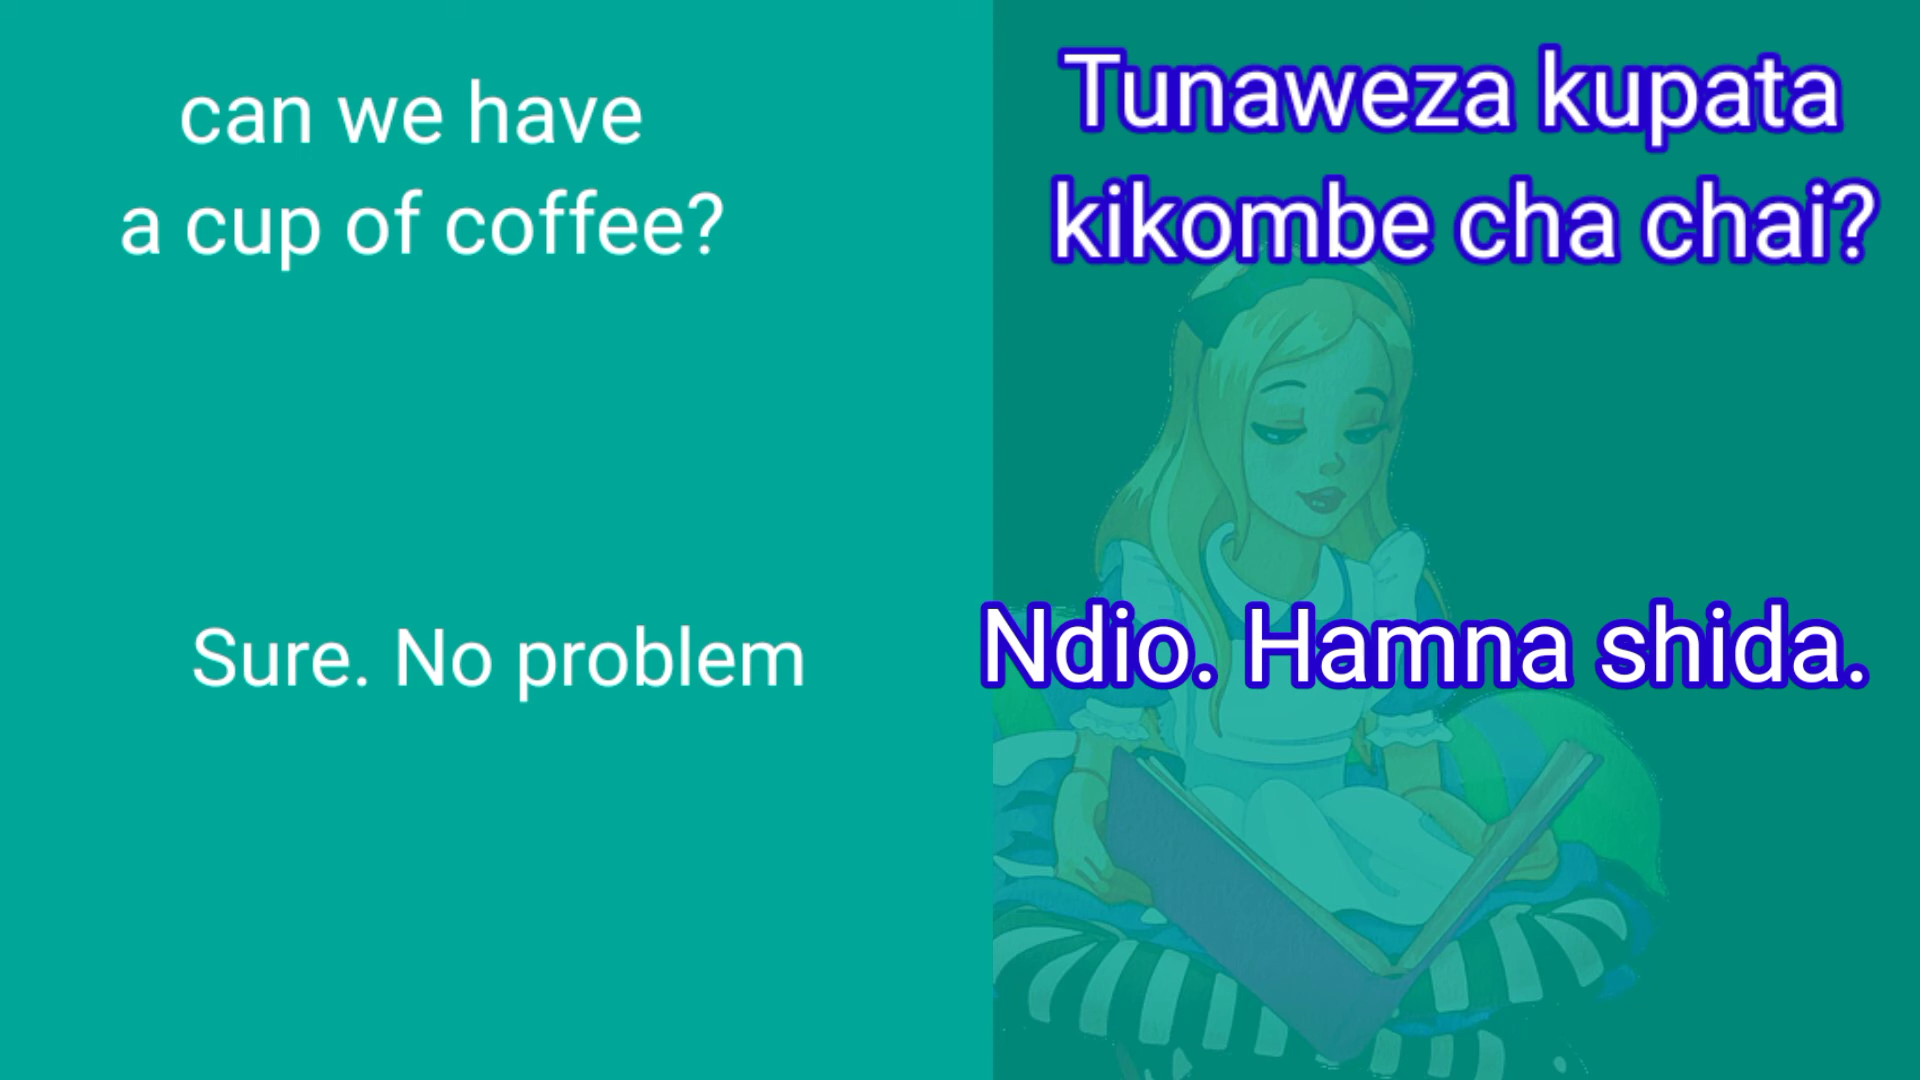 can we have
a cup of coffee?
Tunaweza kupata
kikombe cha chai?
Sure. No problem
Ndio. Hamna shida.